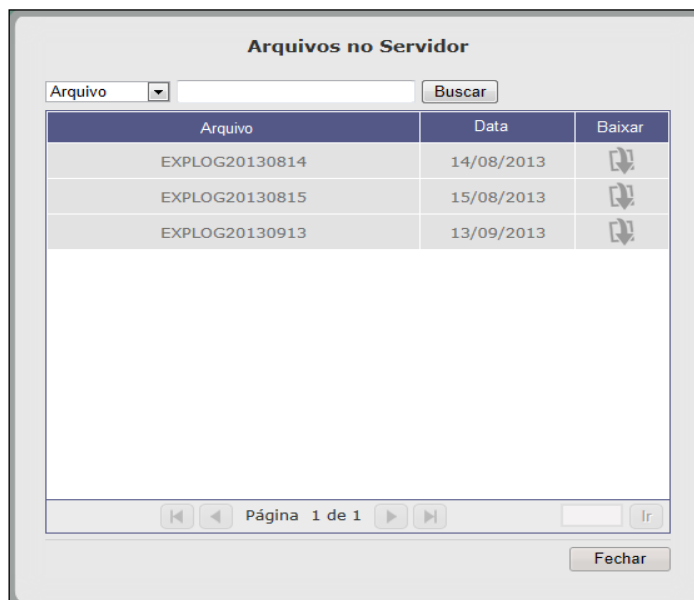 Arquivos no Servidor
Arquivo Buscar
Arquivo Data Baixar
EXPLOG20130814 14/08/2013
EXPLOG20130815 15/08/2013
EXPLOG20130913 13/09/2013
Página 1 de 1 Ir
Fechar